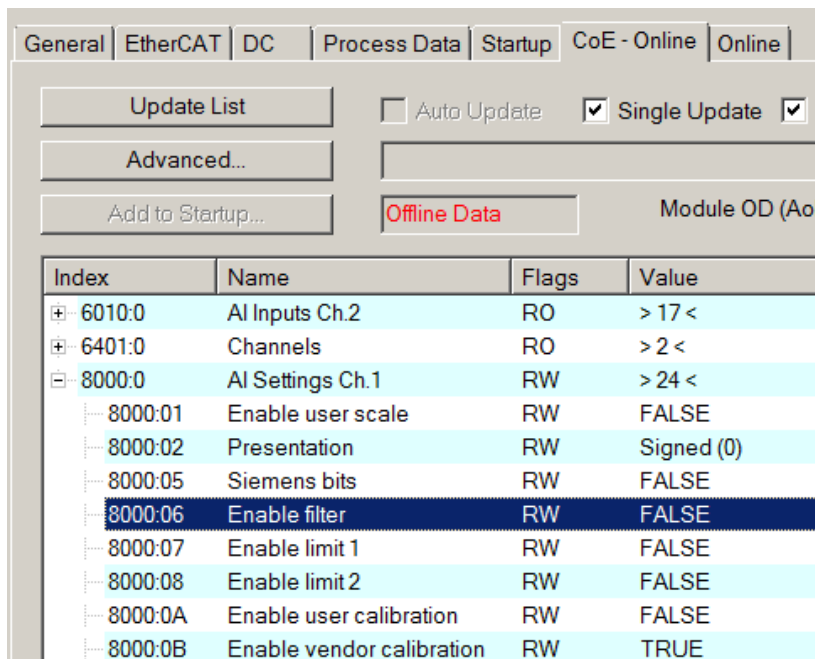 General EtherCAT DC Process Data Startup CoE - Online Online
Update List Auto Update Single Update
Advanced...
Add to Startup... Offline Data Module OD (Ao
Index Name Flags Value
6010:0 AI Inputs Ch.2 RO > 17 <
6401:0 Channels RO > 2 <
8000:0 AI Settings Ch.1 RW > 24 <
8000:01 Enable user scale RW FALSE
8000:02 Presentation RW Signed (0)
8000:05 Siemens bits RW FALSE
8000:06 Enable filter RW FALSE
8000:07 Enable limit 1 RW FALSE
8000:08 Enable limit 2 RW FALSE
8000:0A Enable user calibration RW FALSE
8000:0B Enable vendor calibration RW TRUE